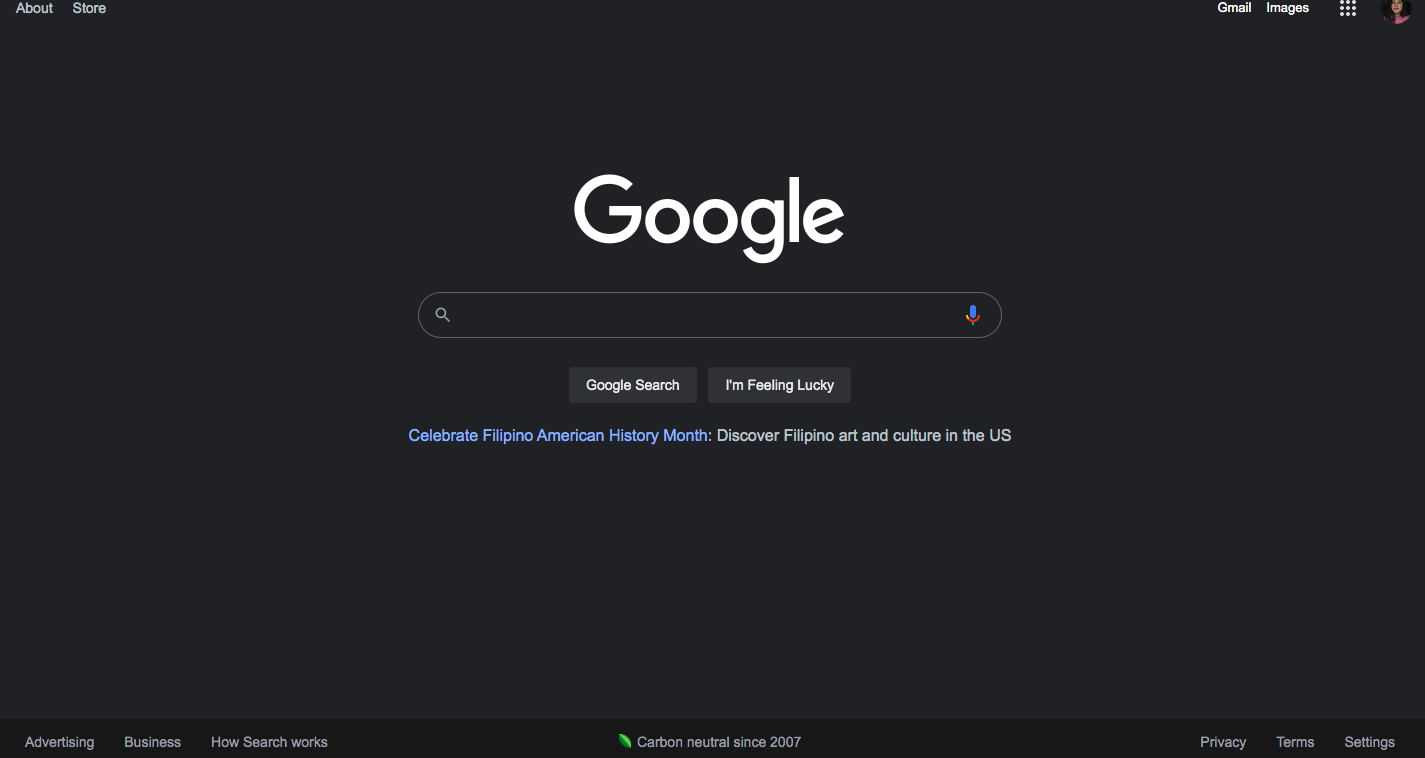 About Store Gmail Images
Google
Google Search I'm Feeling Lucky
Celebrate Filipino American History Month: Discover Filipino art and culture in the US
Advertising Business How Search works Carbon neutral since 2007 Privacy Terms Settings